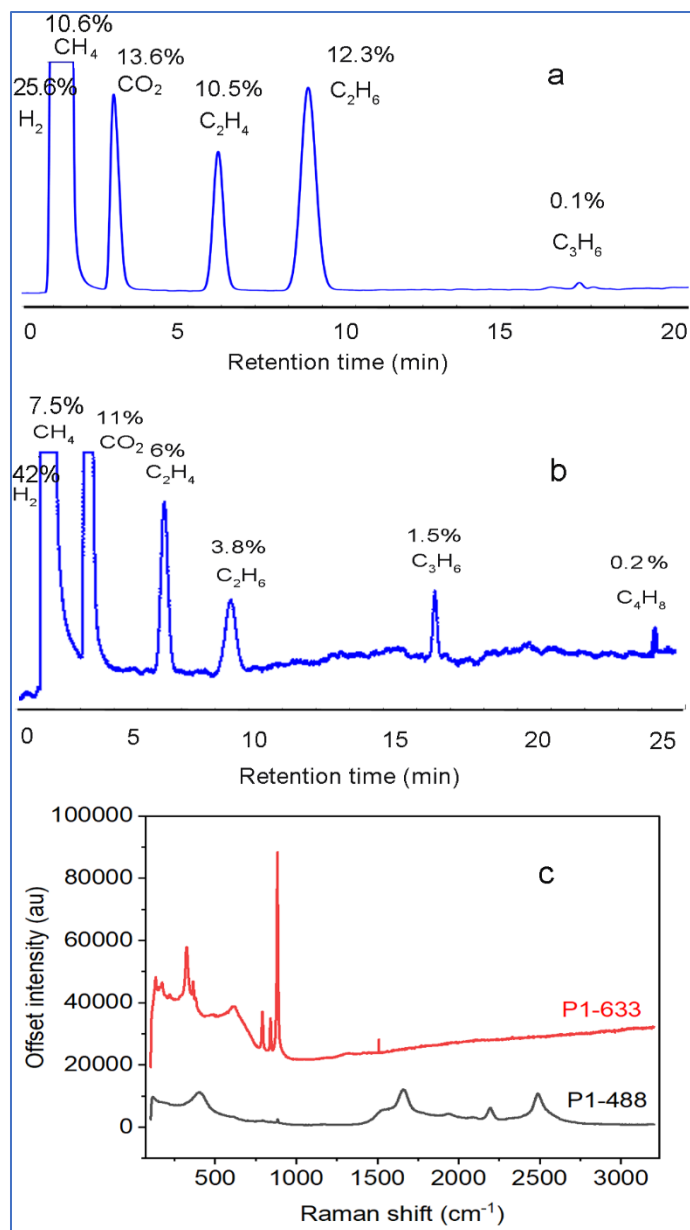 10.6%
CH₄
13.6%
CO₂
12.3%
C₂H₆
a
25.6%
H₂
10.5%
C₂H₄
0.1%
C₃H₆
0 5 10 15 20
Retention time (min)
7.5%
CH₄
11%
CO₂
6%
C₂H₄
b
42%
H₂
3.8%
C₂H₆
1.5%
C₃H₆
0.2%
C₄H₈
0 5 10 15 20 25
Retention time (min)
100000
80000
60000
40000
20000
0
Offset intensity (au)
c
P1-633
P1-488
500 1000 1500 2000 2500 3000
Raman shift (cm⁻¹)